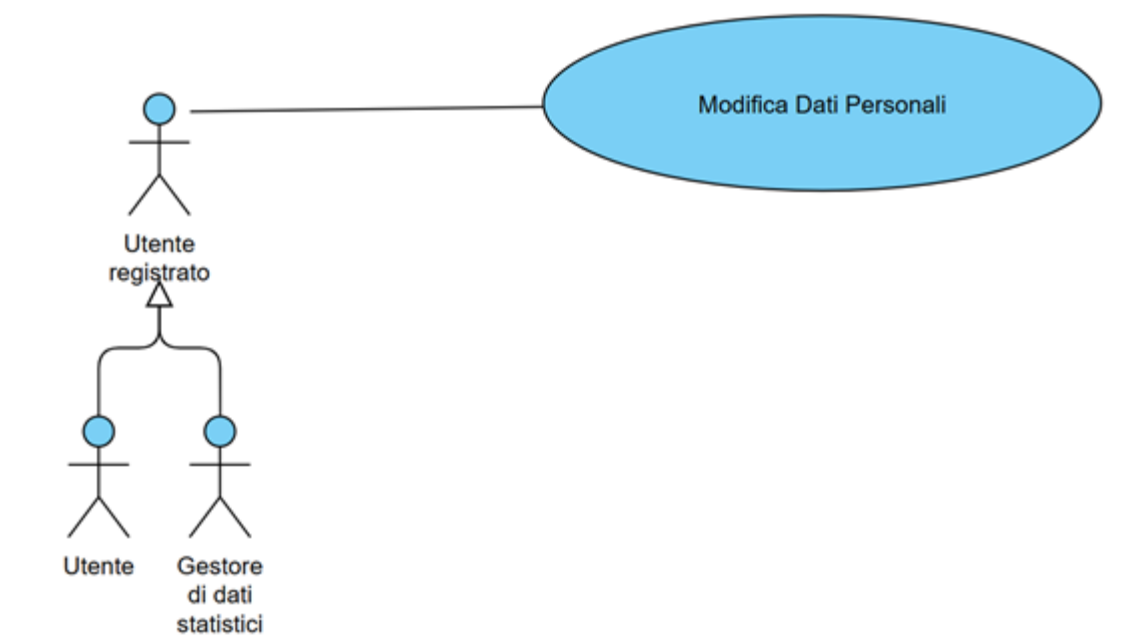 Modifica Dati Personali
Utente
registrato
Utente
Gestore
di dati
statistici